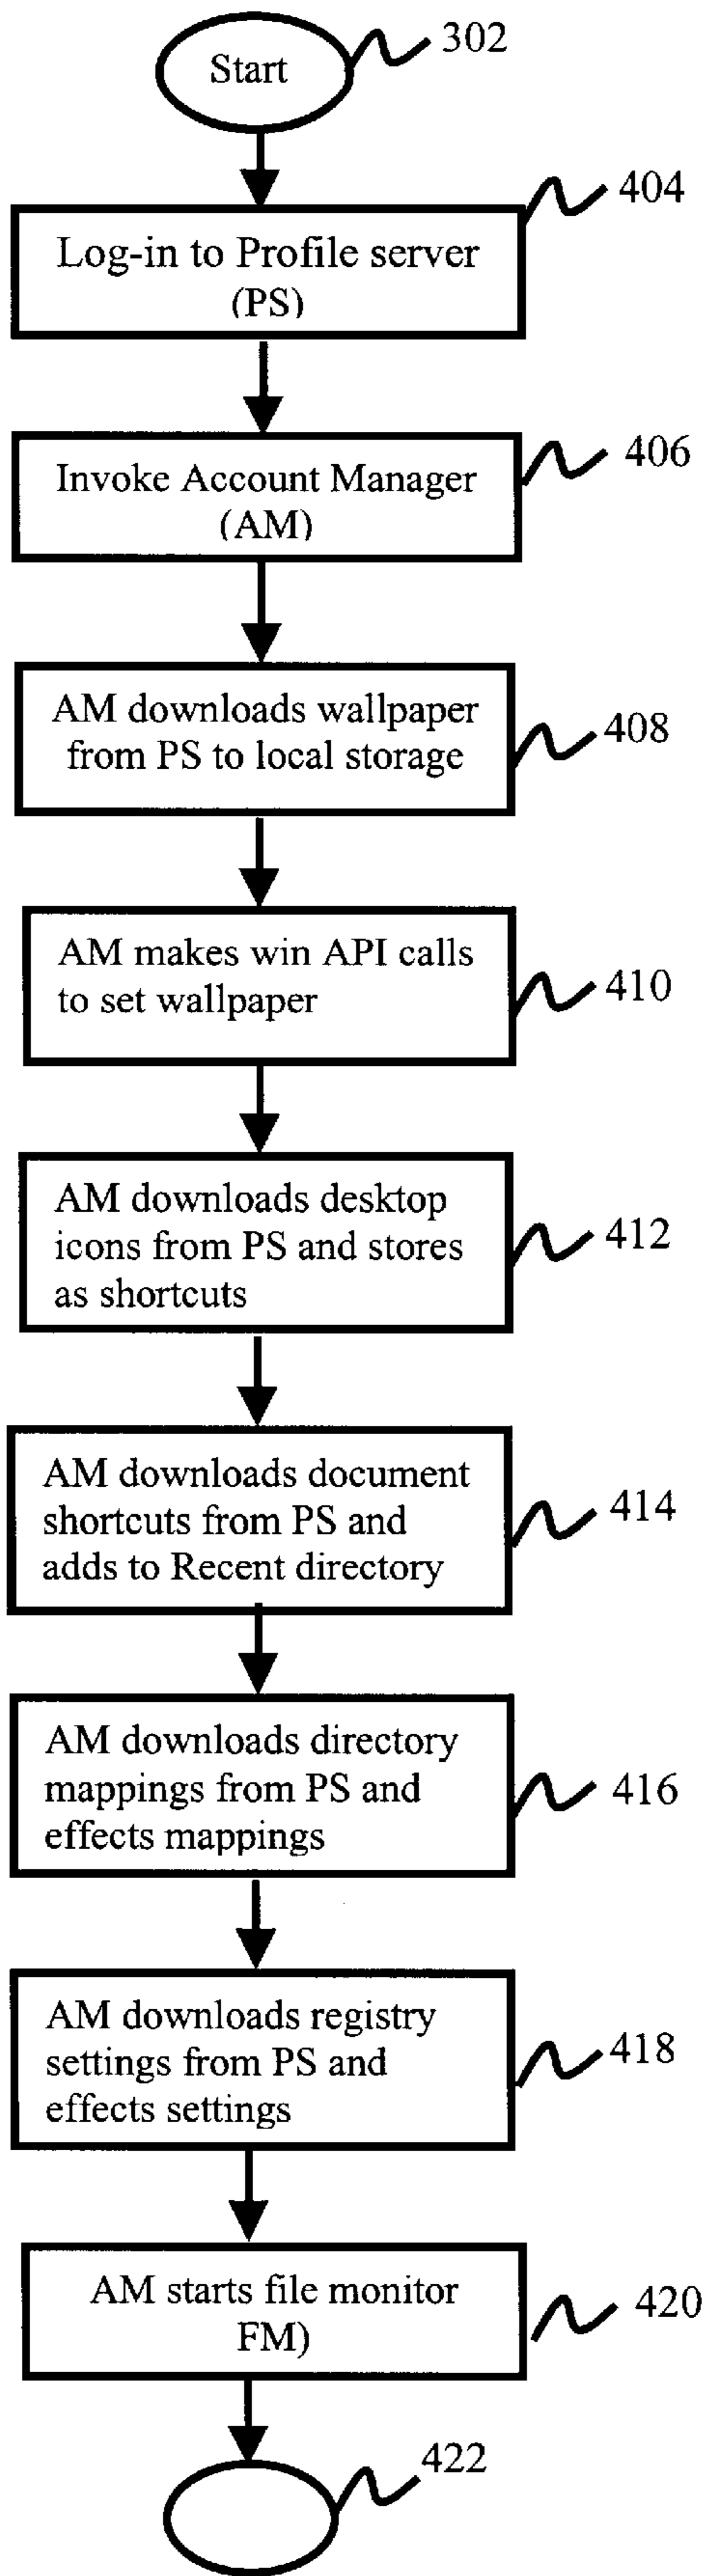 302
Start
404
Log-in to Profile server
(PS)
406
Invoke Account Manager
(AM)
AM downloads wallpaper
from PS to local storage
408
AM makes win API calls
to set wallpaper
410
AM downloads desktop
icons from PS and stores
as shortcuts
412
AM downloads document
shortcuts from PS and
adds to Recent directory
414
AM downloads directory
mappings from PS and
effects mappings
416
AM downloads registry
settings from PS and
effects settings
418
AM starts file monitor
FM)
420
422